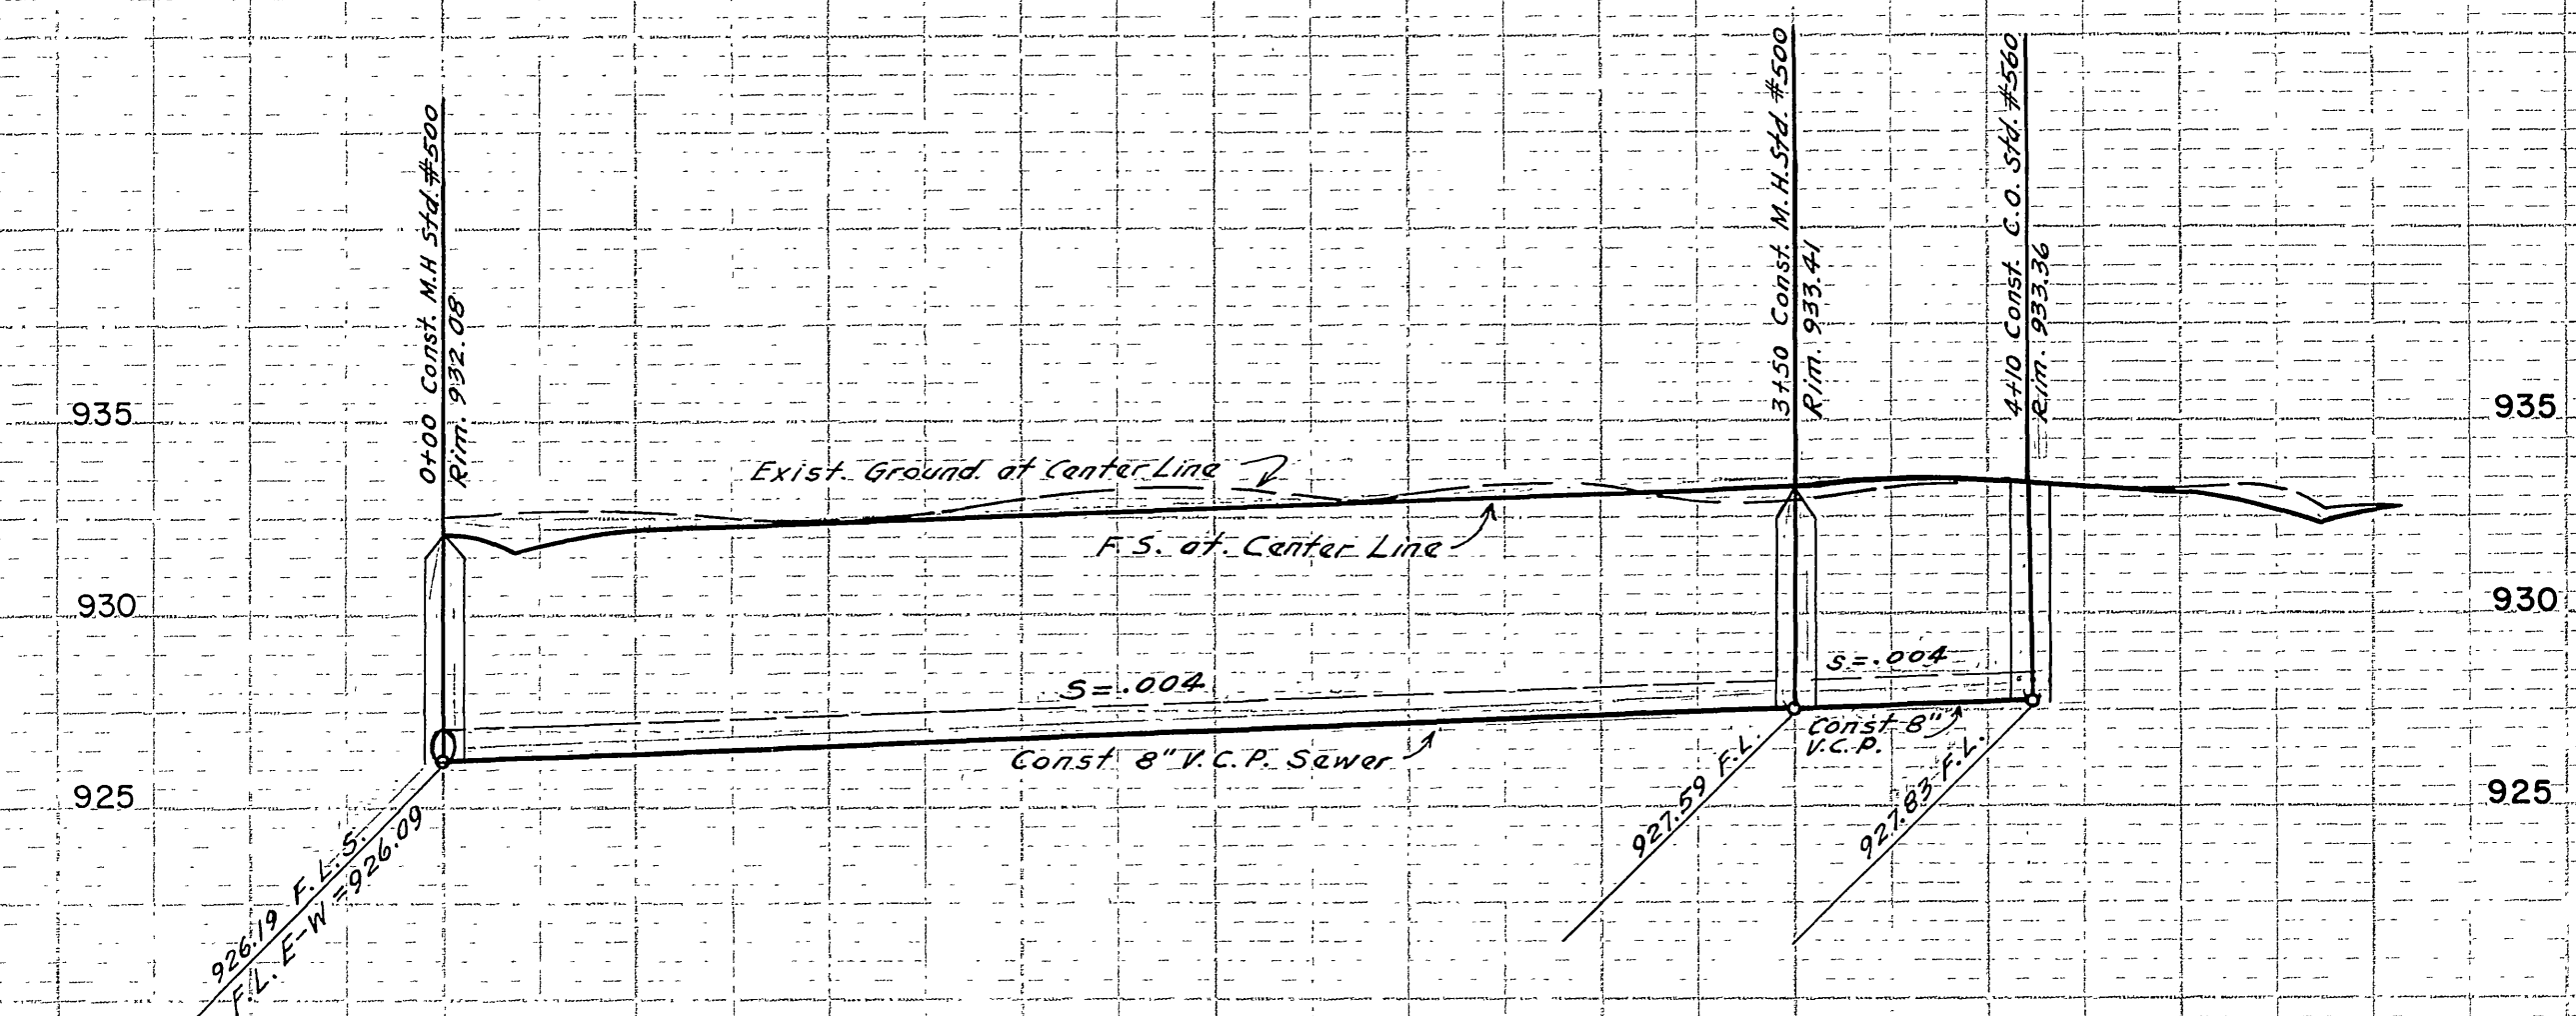 0+00 Const. M.H Std. #500
Rim. 932.08
3+50 Const. M.H. Std. #500
Rim. 933.41
4+10 Const. C.O. Std. #560
Rim. 933.36
935
935
Exist. Ground at Center Line
F.S. at. Center Line
930
930
S=.004
S=.004
Const 8" V.C.P. Sewer
Const 8"
V.C.P.
925
925
926.19 F.L.S.
F.L. E-W =926.09
927.59 F.L.
927.83 F.L.